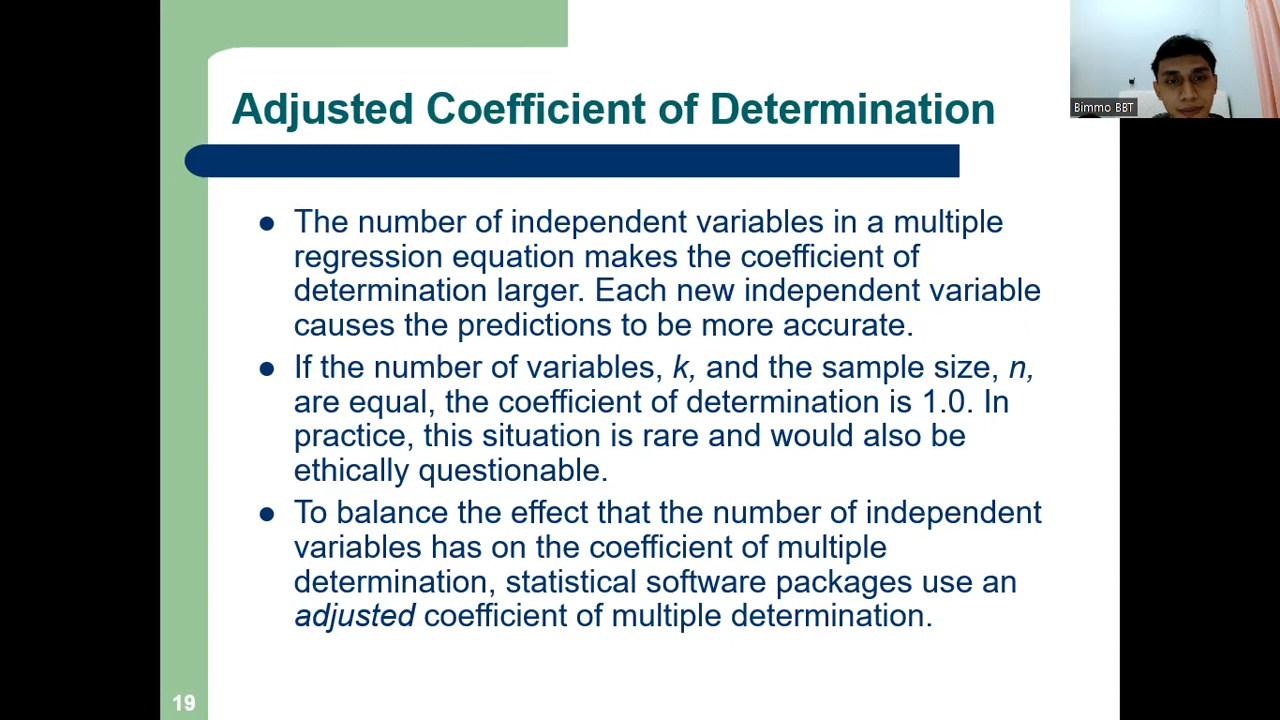 Adjusted Coefficient of Determination
Bimmo BBT
● The number of independent variables in a multiple
regression equation makes the coefficient of
determination larger. Each new independent variable
causes the predictions to be more accurate.
● If the number of variables, k, and the sample size, n,
are equal, the coefficient of determination is 1.0. In
practice, this situation is rare and would also be
ethically questionable.
● To balance the effect that the number of independent
variables has on the coefficient of multiple
determination, statistical software packages use an
adjusted coefficient of multiple determination.
19